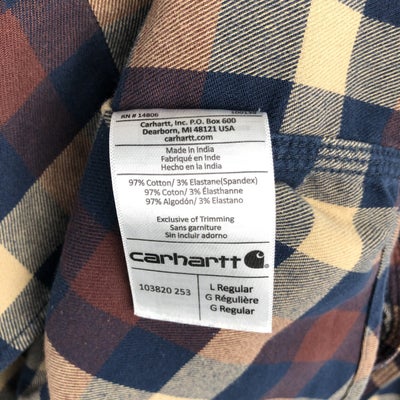 RN # 14806
Carhartt, Inc. P.O. Box 600
Dearborn, MI 48121 USA
carhartt.com
Made in India
Fabriqué en Inde
Hecho en la India
97% Cotton/ 3% Elastane(Spandex)
97% Coton/ 3% Élasthanne
97% Algodón/ 3% Elastano
Exclusive of Trimming
Sans garniture
Sin incluir adorno
carhartt
103820 253
L Regular
G Régulière
G Regular